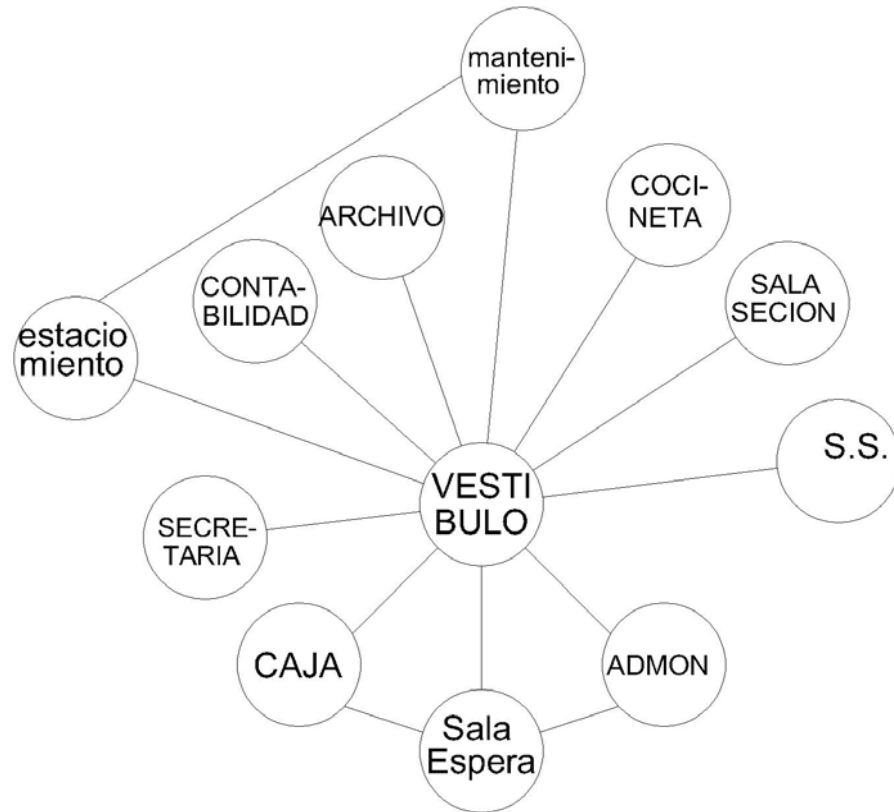 manteni-
miento
COCI-
NETA
ARCHIVO
CONTA-
BILIDAD
SALA
SECION
estacio
miento
S.S.
VESTI
BULO
SECRE-
TARIA
CAJA
ADMON
Sala
Espera